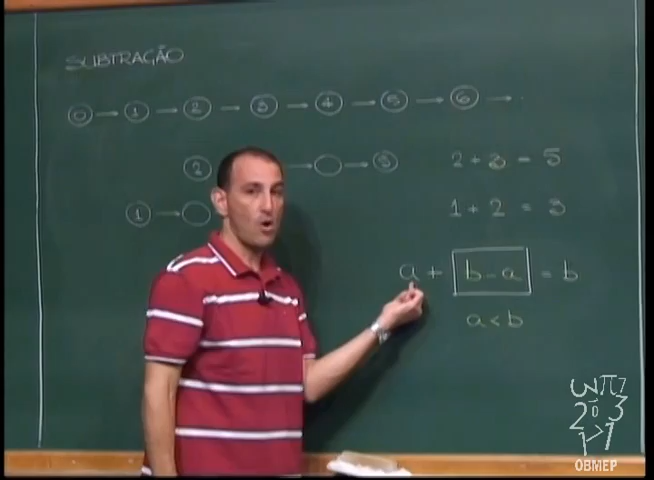 SUBTRAÇÃO
0 → 1 → 2 → 3 → 4 → 5 → 6 →
2 → → 5
2 + 3 = 5
1 →
1 + 2 = 3
a + b - a = b
a < b
OBMEP